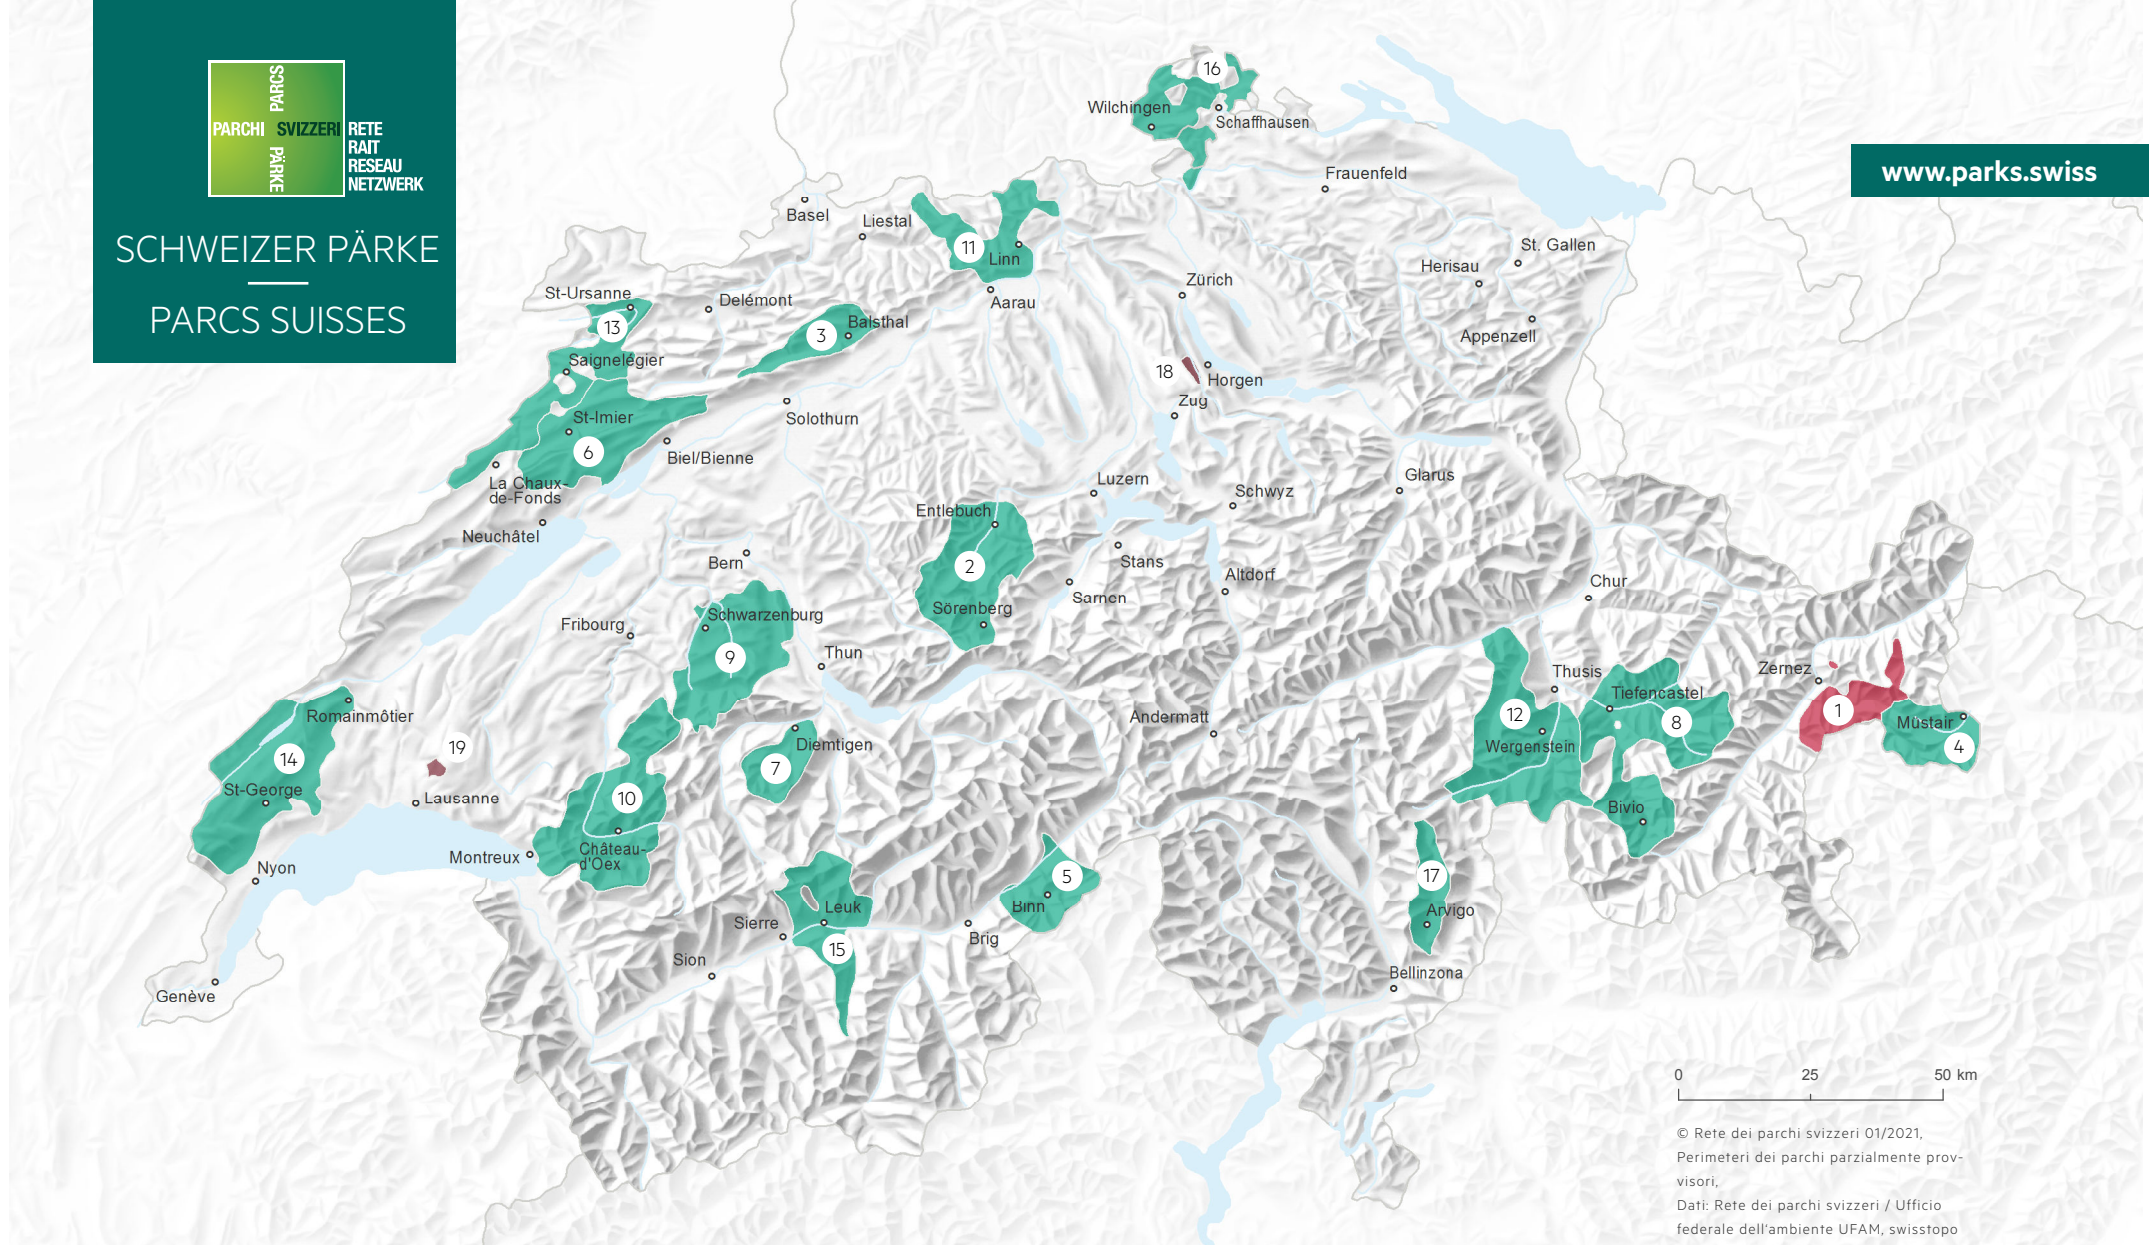 PARCS
PARCHI SVIZZERI
PÄRKE
RETE
RAIT
RESEAU
NETZWERK
SCHWEIZER PÄRKE
PARCS SUISSES
www.parks.swiss
16
Wilchingen
Schaffhausen
Frauenfeld
Basel
Liestal
11
Linn
St. Gallen
Herisau
Zürich
St-Ursanne
Delémont
Aarau
13
3
Balsthal
Appenzell
Saignelégier
18
Horgen
Zug
St-Imier
Solothurn
6
Biel/Bienne
La Chaux-
de-Fonds
Luzern
Schwyz
Glarus
Entlebuch
Neuchâtel
Bern
2
Stans
Altdorf
Chur
Sarnen
Sörenberg
Schwarzenburg
Fribourg
9
Thun
Zernez
Thusis
Tiefencastel
1
Müstair
4
Romainmôtier
12
8
Wergenstein
Andermatt
Diemtigen
7
19
14
St-George
Lausanne
10
Bivio
Château-
d'Oex
Montreux
Nyon
5
17
Binn
Leuk
Arvigo
Sierre
Brig
15
Sion
Bellinzona
Genève
0 25 50 km
© Rete dei parchi svizzeri 01/2021,
Perimeteri dei parchi parzialmente prov-
visori,
Dati: Rete dei parchi svizzeri / Ufficio
federale dell'ambiente UFAM, swisstopo